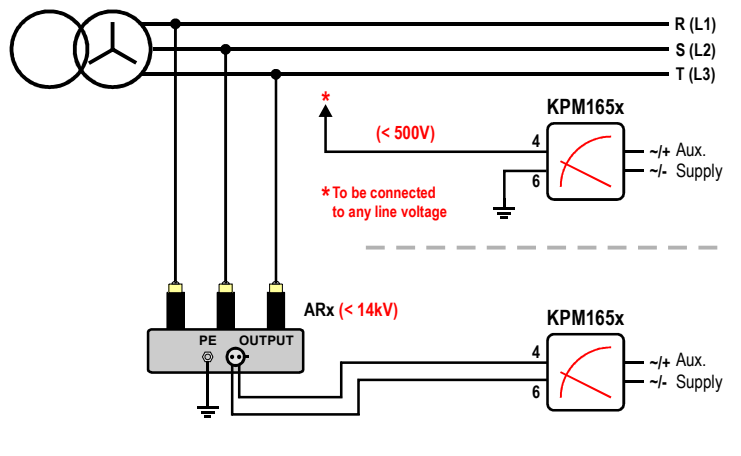 R (L1)
S (L2)
T (L3)
*
KPM165x
(< 500V)
4
~/+ Aux.
6
~/- Supply
* To be connected
to any line voltage
ARx (< 14kV)
KPM165x
PE OUTPUT
4
~/+ Aux.
~/- Supply
6